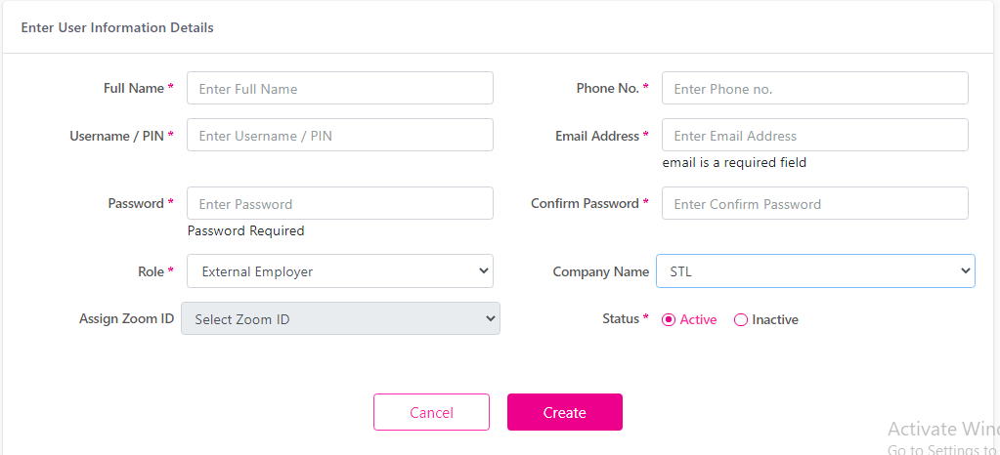 Enter User Information Details
Full Name * Enter Full Name Phone No. * Enter Phone no.
Username / PIN * Enter Username / PIN Email Address * Enter Email Address
email is a required field
Password * Enter Password Confirm Password * Enter Confirm Password
Password Required
Role * External Employer Company Name STL
Assign Zoom ID Select Zoom ID Status * Active Inactive
Cancel Create
Activate Win
Go to Settings to